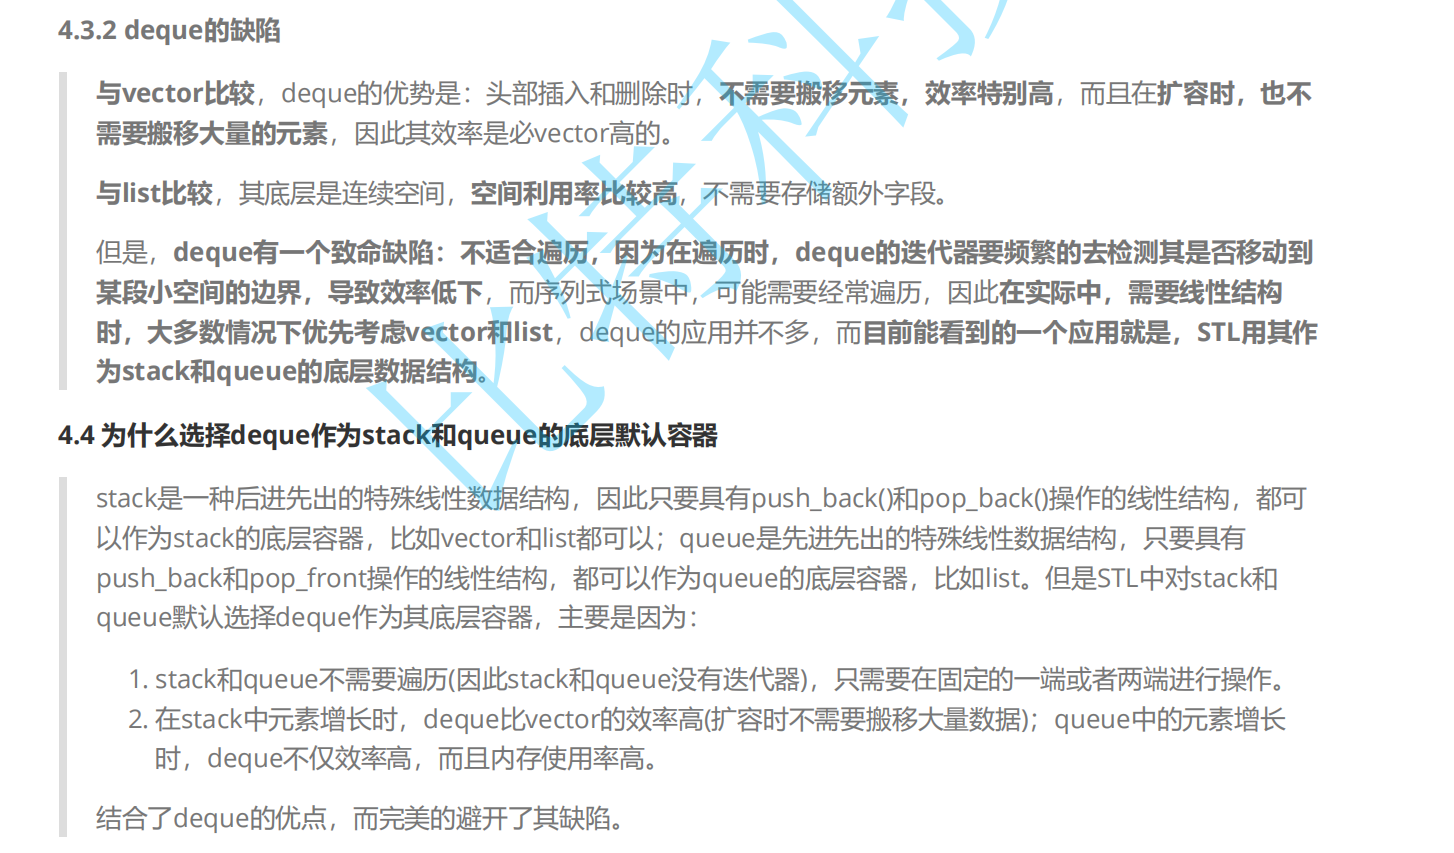 4.3.2 deque的缺陷
与vector比较，deque的优势是：头部插入和删除时，不需要搬移元素，效率特别高，而且在扩容时，也不
需要搬移大量的元素，因此其效率是必vector高的。
与list比较，其底层是连续空间，空间利用率比较高，不需要存储额外字段。
但是，deque有一个致命缺陷：不适合遍历，因为在遍历时，deque的迭代器要频繁的去检测其是否移动到
某段小空间的边界，导致效率低下，而序列式场景中，可能需要经常遍历，因此在实际中，需要线性结构
时，大多数情况下优先考虑vector和list，deque的应用并不多，而目前能看到的一个应用就是，STL用其作
为stack和queue的底层数据结构。
4.4 为什么选择deque作为stack和queue的底层默认容器
stack是一种后进先出的特殊线性数据结构，因此只要具有push_back()和pop_back()操作的线性结构，都可
以作为stack的底层容器，比如vector和list都可以；queue是先进先出的特殊线性数据结构，只要具有
push_back和pop_front操作的线性结构，都可以作为queue的底层容器，比如list。但是STL中对stack和
queue默认选择deque作为其底层容器，主要是因为：
1. stack和queue不需要遍历(因此stack和queue没有迭代器)，只需要在固定的一端或者两端进行操作。
2. 在stack中元素增长时，deque比vector的效率高(扩容时不需要搬移大量数据)；queue中的元素增长
时，deque不仅效率高，而且内存使用率高。
结合了deque的优点，而完美的避开了其缺陷。
比特科